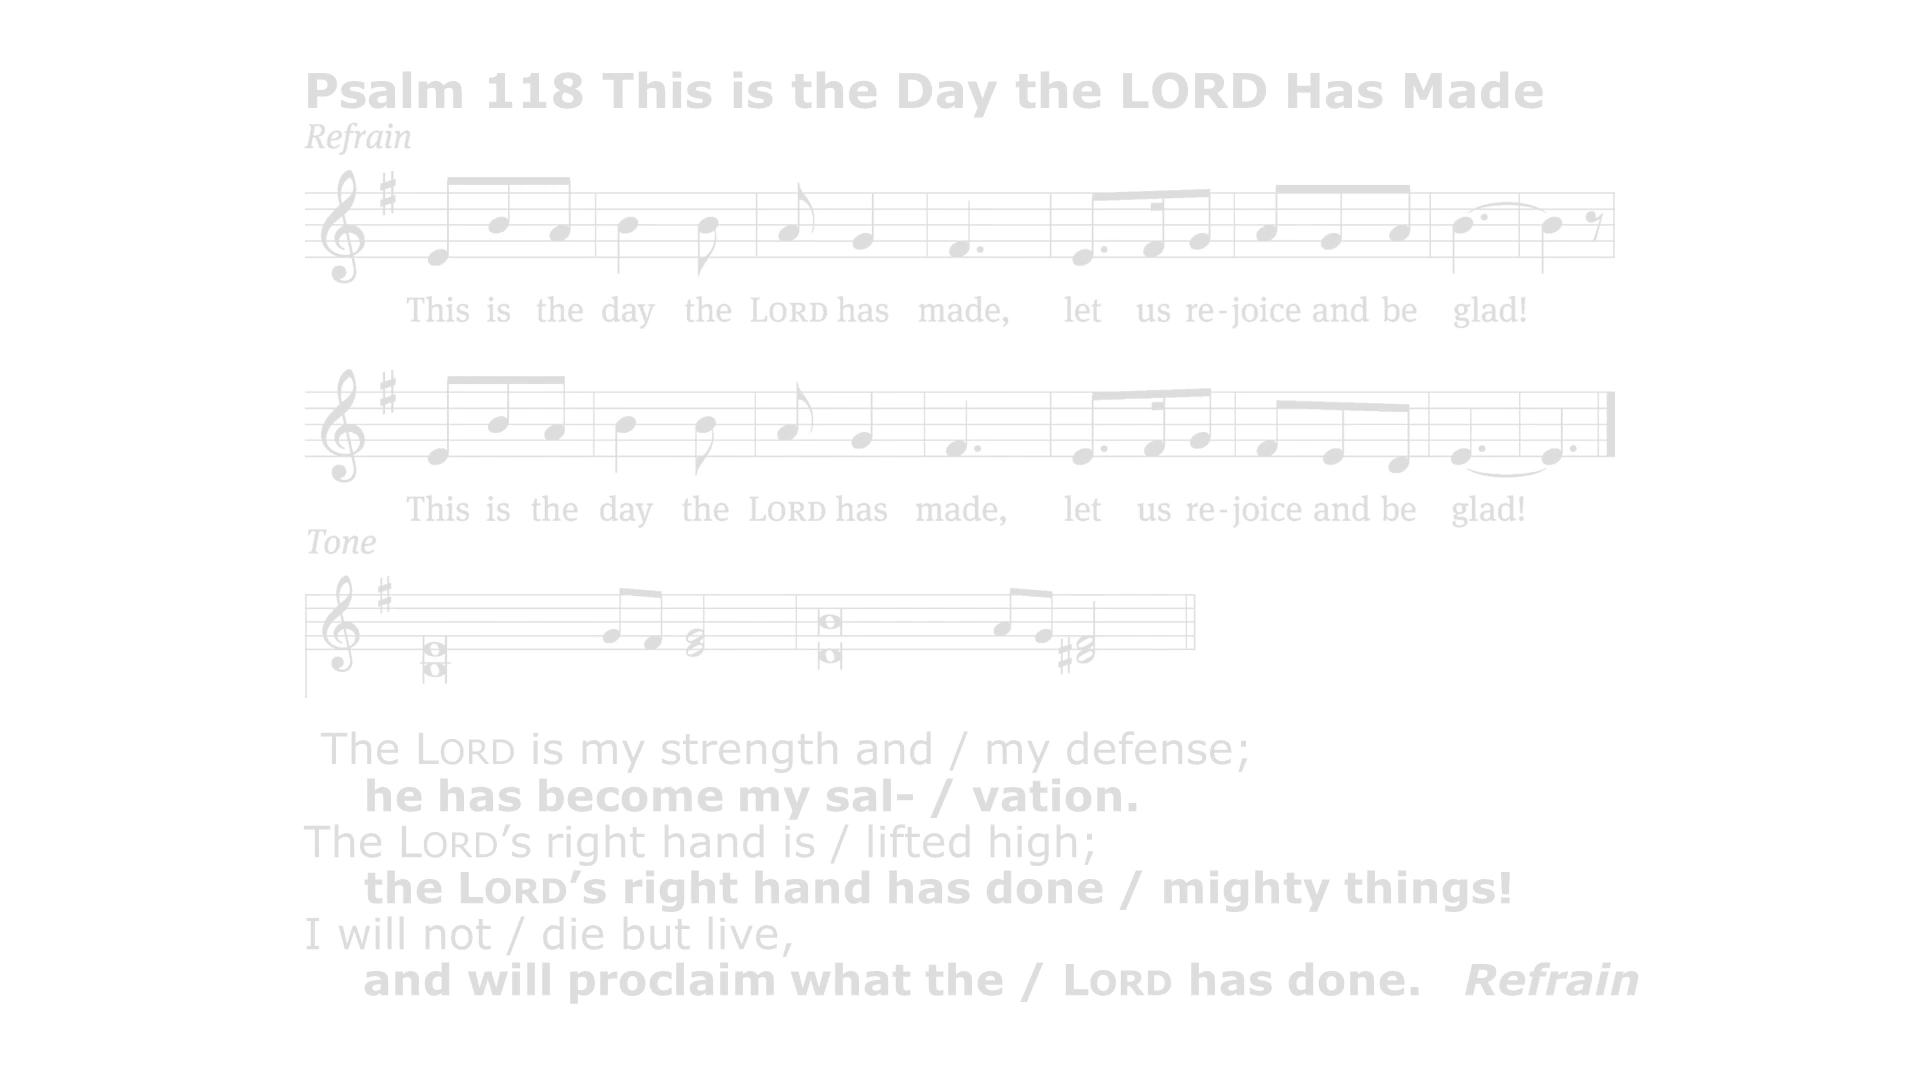 Psalm 118 This is the Day the LORD Has Made
Refrain
This is the day the LORD has made, let us re-joice and be glad!
This is the day the LORD has made, let us re-joice and be glad!
Tone
The LORD is my strength and / my defense;
he has become my sal- / vation.
The LORD’s right hand is / lifted high;
the LORD’s right hand has done / mighty things!
I will not / die but live,
and will proclaim what the / LORD has done. Refrain